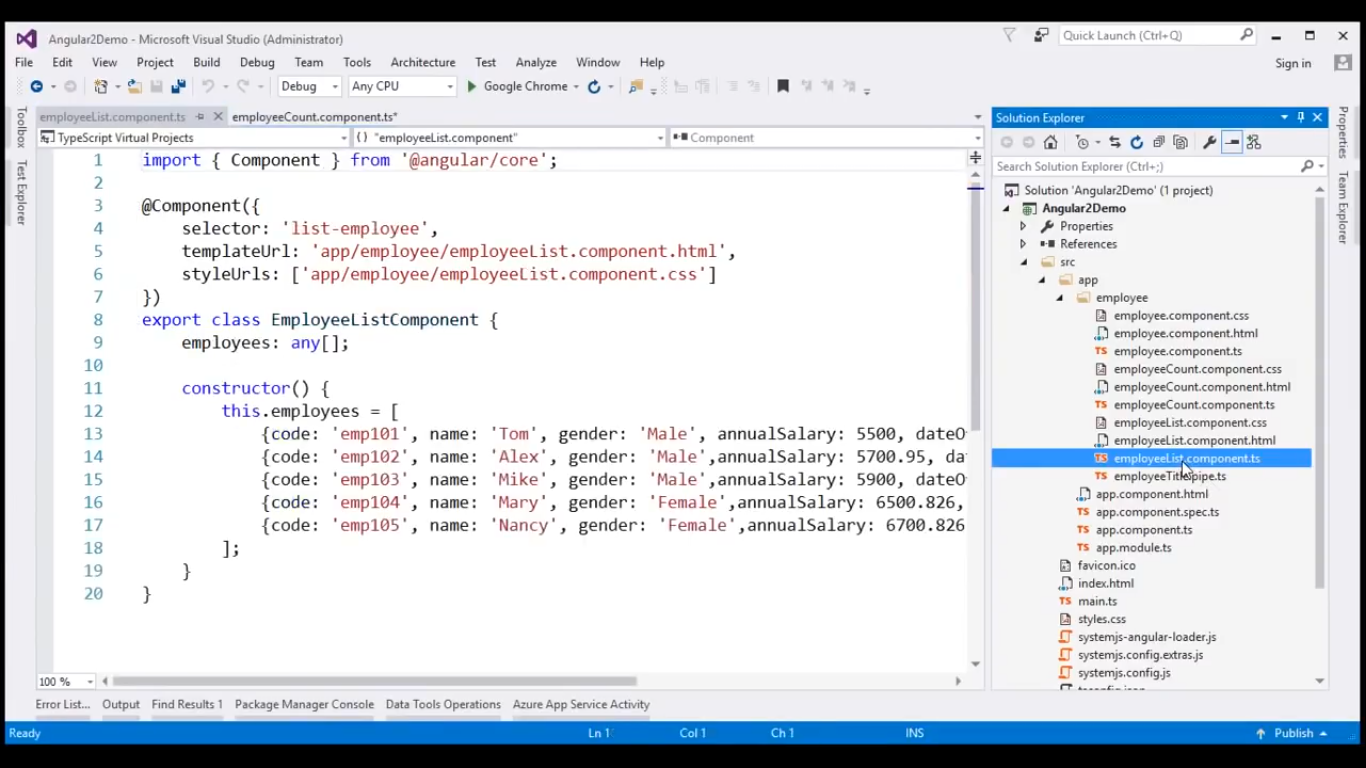 Angular2Demo - Microsoft Visual Studio (Administrator)
Quick Launch (Ctrl+Q)
File Edit View Project Build Debug Team Tools Architecture Test Analyze Window Help
Sign in
Debug Any CPU Google Chrome
Toolbox
Test Explorer
employeeList.component.ts employeeCount.component.ts*
TypeScript Virtual Projects {} "employeeList.component" Component
1 import { Component } from '@angular/core';
2
3 @Component({
4 selector: 'list-employee',
5 templateUrl: 'app/employee/employeeList.component.html',
6 styleUrls: ['app/employee/employeeList.component.css']
7 })
8 export class EmployeeListComponent {
9 employees: any[];
10
11 constructor() {
12 this.employees = [
13 {code: 'emp101', name: 'Tom', gender: 'Male', annualSalary: 5500, dateO
14 {code: 'emp102', name: 'Alex', gender: 'Male',annualSalary: 5700.95, da
15 {code: 'emp103', name: 'Mike', gender: 'Male',annualSalary: 5900, dateO
16 {code: 'emp104', name: 'Mary', gender: 'Female',annualSalary: 6500.826,
17 {code: 'emp105', name: 'Nancy', gender: 'Female',annualSalary: 6700.826
18 ];
19 }
20 }
100 %
Solution Explorer
Search Solution Explorer (Ctrl+;)
Solution 'Angular2Demo' (1 project)
Angular2Demo
Properties
References
src
app
employee
employee.component.css
employee.component.html
TS employee.component.ts
employeeCount.component.css
employeeCount.component.html
TS employeeCount.component.ts
employeeList.component.css
employeeList.component.html
TS employeeList.component.ts
TS employeeTitlePipe.ts
app.component.html
TS app.component.spec.ts
TS app.component.ts
TS app.module.ts
favicon.ico
index.html
TS main.ts
styles.css
systemjs-angular-loader.js
systemjs.config.extras.js
systemjs.config.js
tsconfig.json
Properties
Team Explorer
Error List... Output Find Results 1 Package Manager Console Data Tools Operations Azure App Service Activity
Ready Ln 1 Col 1 Ch 1 INS Publish